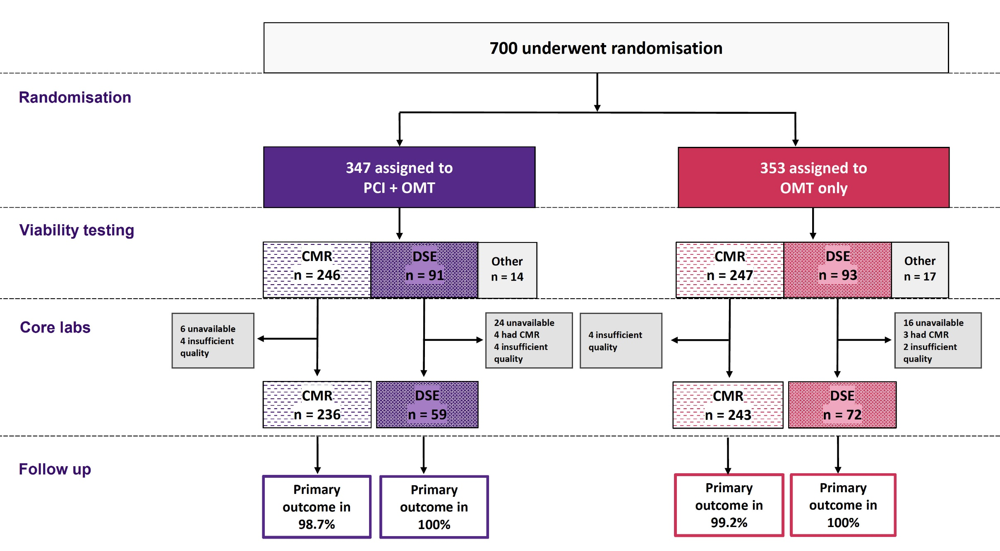 700 underwent randomisation
Randomisation
347 assigned to
PCI + OMT
353 assigned to
OMT only
Viability testing
CMR
n = 246
DSE
n = 91
Other
n = 14
CMR
n = 247
DSE
n = 93
Other
n = 17
Core labs
6 unavailable
4 insufficient
quality
24 unavailable
4 had CMR
4 insufficient
quality
4 insufficient
quality
16 unavailable
3 had CMR
2 insufficient
quality
CMR
n = 236
DSE
n = 59
CMR
n = 243
DSE
n = 72
Follow up
Primary
outcome in
98.7%
Primary
outcome in
100%
Primary
outcome in
99.2%
Primary
outcome in
100%